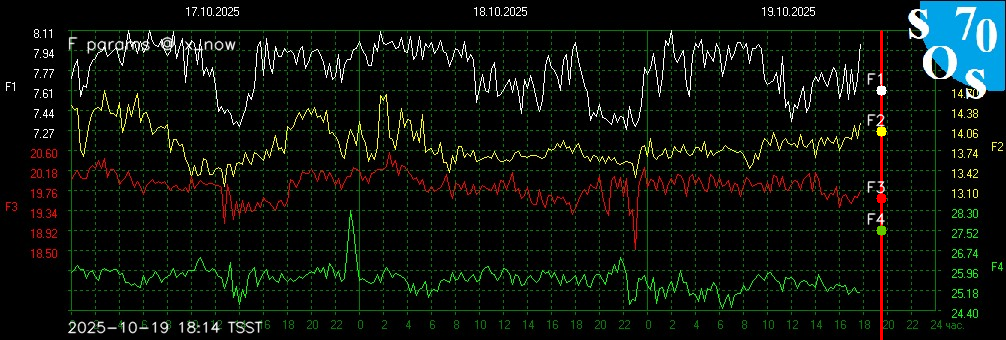 17.10.2025 18.10.2025 19.10.2025
S 70
O
S
F params @ x.now
8.11
7.94
7.77
F1
7.61
7.44
7.27
20.60
20.18
19.76
F3
19.34
18.92
18.50
F1
F2
F3
F4
14.70
14.38
14.06
F2
13.74
13.42
13.10
28.30
27.52
26.74
F4
25.96
25.18
24.40
2025-10-19 18:14 TSST
16 18 20 22 0 2 4 6 8 10 12 14 16 18 20 22 0 2 4 6 8 10 12 14 16 18 20 22 24 час.